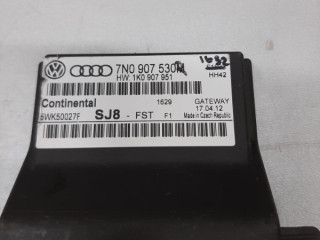 7N0 907 530
HW: 1K0.907.951
HH42
Continental 1629 GATEWAY
17.04.12
5WK50027F SJ8 - FST F1 Made in Czech Republic